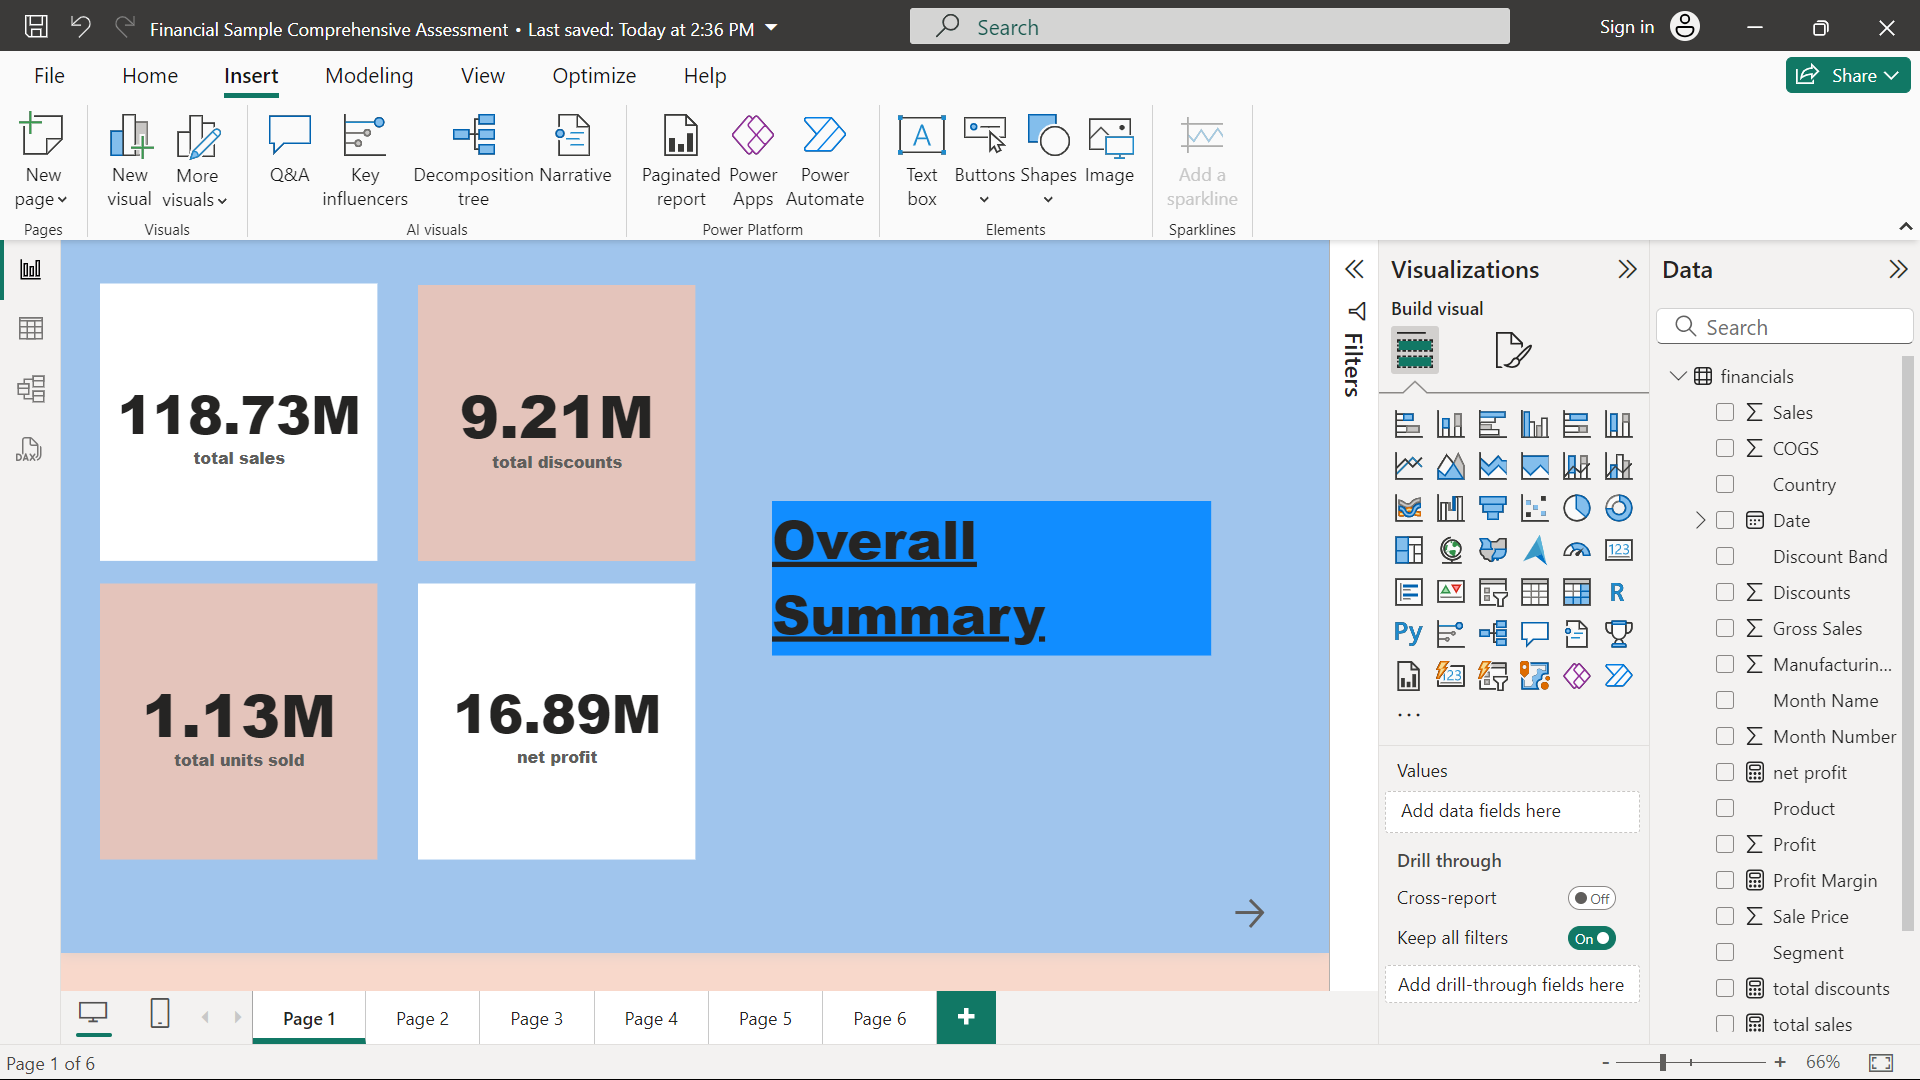 Financial Sample Comprehensive Assessment • Last saved: Today at 2:36 PM
Search
Sign in
File
Home
Insert
Modeling
View
Optimize
Help
Share
New page
New visual
More visuals
Q&A
Key influencers
Decomposition tree
Narrative
Paginated report
Power Apps
Power Automate
Text box
Buttons
Shapes
Image
Add a sparkline
Pages
Visuals
AI visuals
Power Platform
Elements
Sparklines
DAX
118.73M
total sales
9.21M
total discounts
1.13M
total units sold
16.89M
net profit
Overall
Summary
Filters
Visualizations
Build visual
123
R
Py
123
...
Values
Add data fields here
Drill through
Cross-report
Off
Keep all filters
On
Add drill-through fields here
Data
Search
financials
Sales
COGS
Country
Date
Discount Band
Discounts
Gross Sales
Manufacturin...
Month Name
Month Number
net profit
Product
Profit
Profit Margin
Sale Price
Segment
total discounts
total sales
Page 1
Page 2
Page 3
Page 4
Page 5
Page 6
+
Page 1 of 6
- + 66%